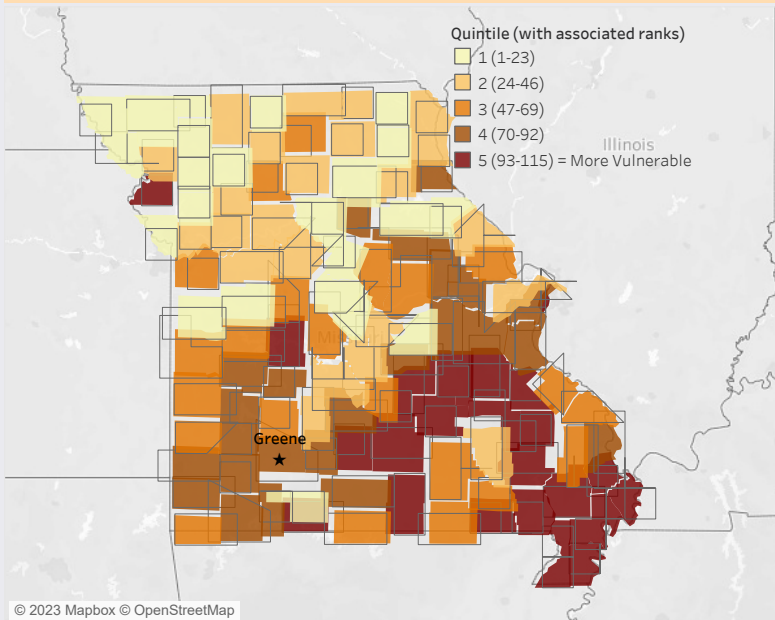 Quintile (with associated ranks)
1 (1-23)
2 (24-46)
3 (47-69)
4 (70-92)
5 (93-115) = More Vulnerable
Illinois
Greene
© 2023 Mapbox © OpenStreetMap